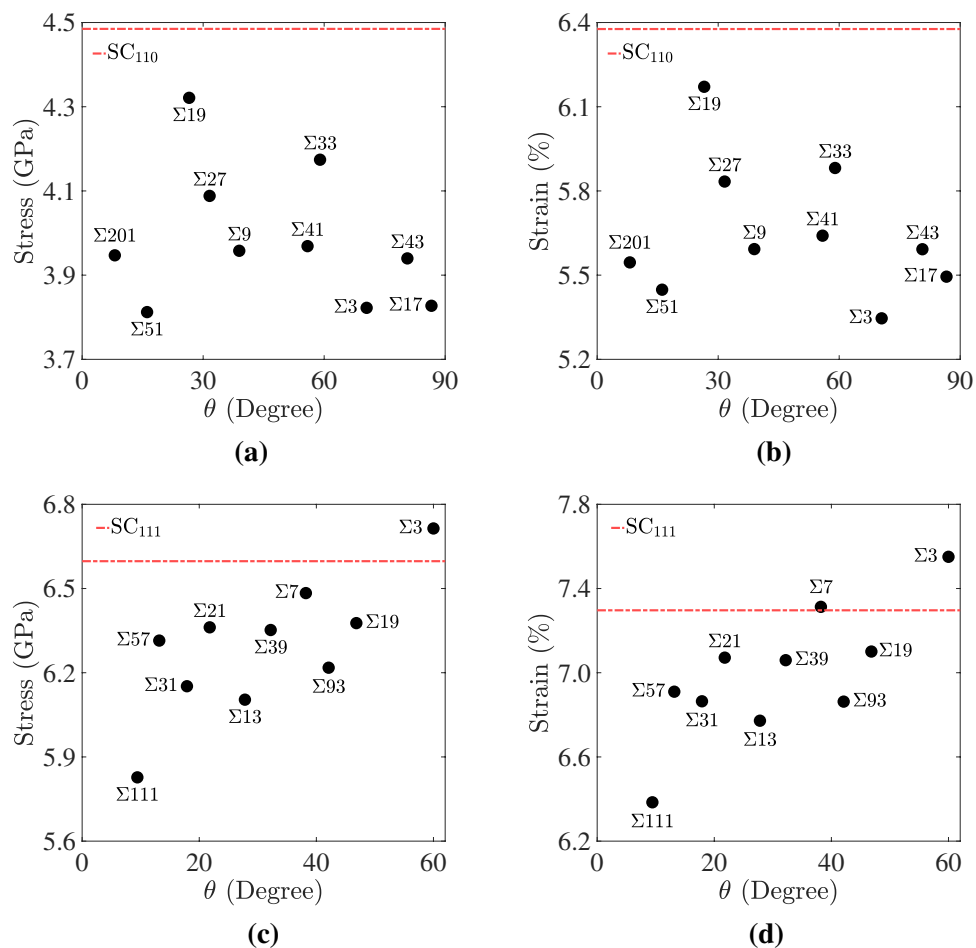 4.5
4.3
4.1
3.9
3.7
0
30
60
90
Stress (GPa)
θ (Degree)
SC110
Σ19
Σ33
Σ27
Σ201
Σ9
Σ41
Σ43
Σ51
Σ3
Σ17
(a)
6.4
6.1
5.8
5.5
5.2
0
30
60
90
Strain (%)
θ (Degree)
SC110
Σ19
Σ33
Σ27
Σ201
Σ9
Σ41
Σ43
Σ51
Σ3
Σ17
(b)
6.8
6.5
6.2
5.9
5.6
0
20
40
60
Stress (GPa)
θ (Degree)
SC111
Σ3
Σ7
Σ21
Σ19
Σ57
Σ39
Σ31
Σ93
Σ13
Σ111
(c)
7.8
7.4
7.0
6.6
6.2
0
20
40
60
Strain (%)
θ (Degree)
SC111
Σ3
Σ7
Σ21
Σ39
Σ19
Σ57
Σ31
Σ93
Σ13
Σ111
(d)